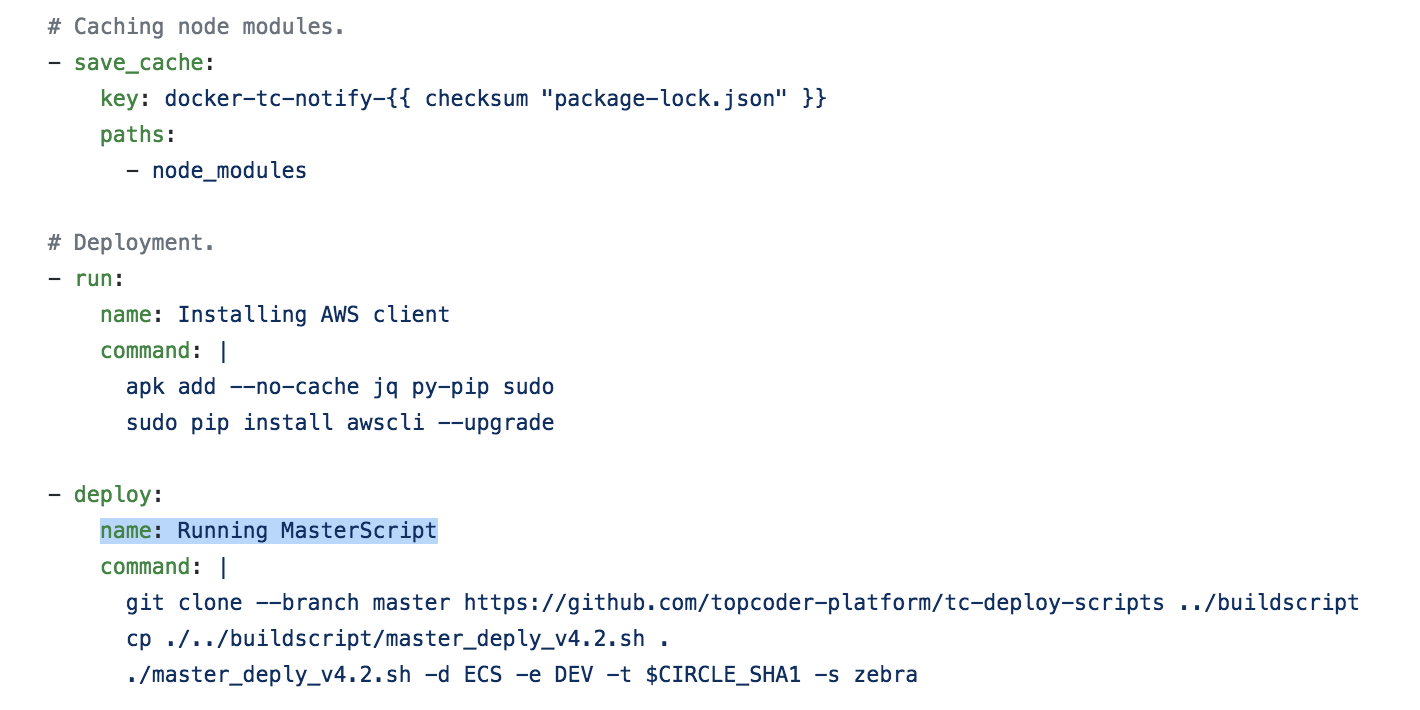 # Caching node modules.
- save_cache:
key: docker-tc-notify-{{ checksum "package-lock.json" }}
paths:
- node_modules
# Deployment.
- run:
name: Installing AWS client
command: |
apk add --no-cache jq py-pip sudo
sudo pip install awscli --upgrade
- deploy:
name: Running MasterScript
command: |
git clone --branch master https://github.com/topcoder-platform/tc-deploy-scripts ../buildscript
cp ./../buildscript/master_deply_v4.2.sh .
./master_deply_v4.2.sh -d ECS -e DEV -t $CIRCLE_SHA1 -s zebra